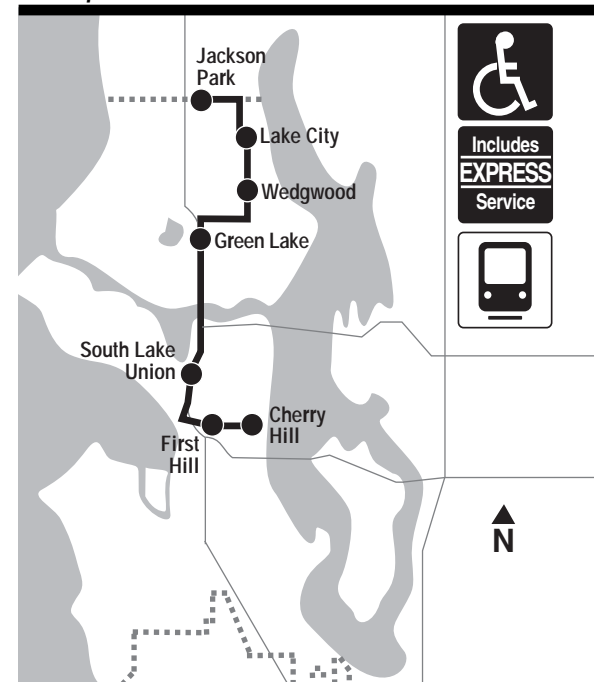 Jackson
Park
Lake City
Wedgwood
Green Lake
South Lake
Union
First
Hill
Cherry
Hill
Includes
EXPRESS
Service
N